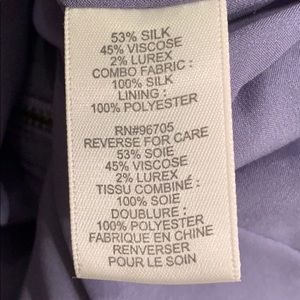 53% SILK
45% VISCOSE
2% LUREX
COMBO FABRIC :
100% SILK
LINING :
100% POLYESTER
RN#96705
REVERSE FOR CARE
53% SOIE
45% VISCOSE
2% LUREX
TISSU COMBINÉ :
100% SOIE
DOUBLURE :
100% POLYESTER
FABRIQUE EN CHINE
RENVERSER
POUR LE SOIN